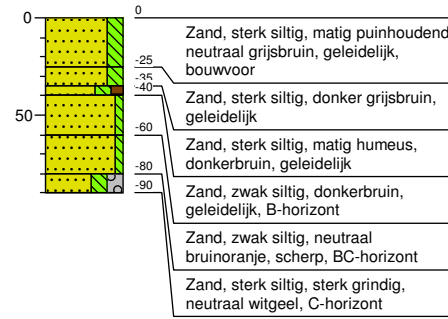 0
0
Zand, sterk siltig, matig puinhoudend
neutraal grijsbruin, geleidelijk,
bouwvoor
-25
-35
-40
Zand, sterk siltig, donker grijsbruin,
geleidelijk
50
-60
Zand, sterk siltig, matig humeus,
donkerbruin, geleidelijk
-80
-90
Zand, zwak siltig, donkerbruin,
geleidelijk, B-horizont
Zand, zwak siltig, neutraal
bruinoranje, scherp, BC-horizont
Zand, sterk siltig, sterk grindig,
neutraal witgeel, C-horizont